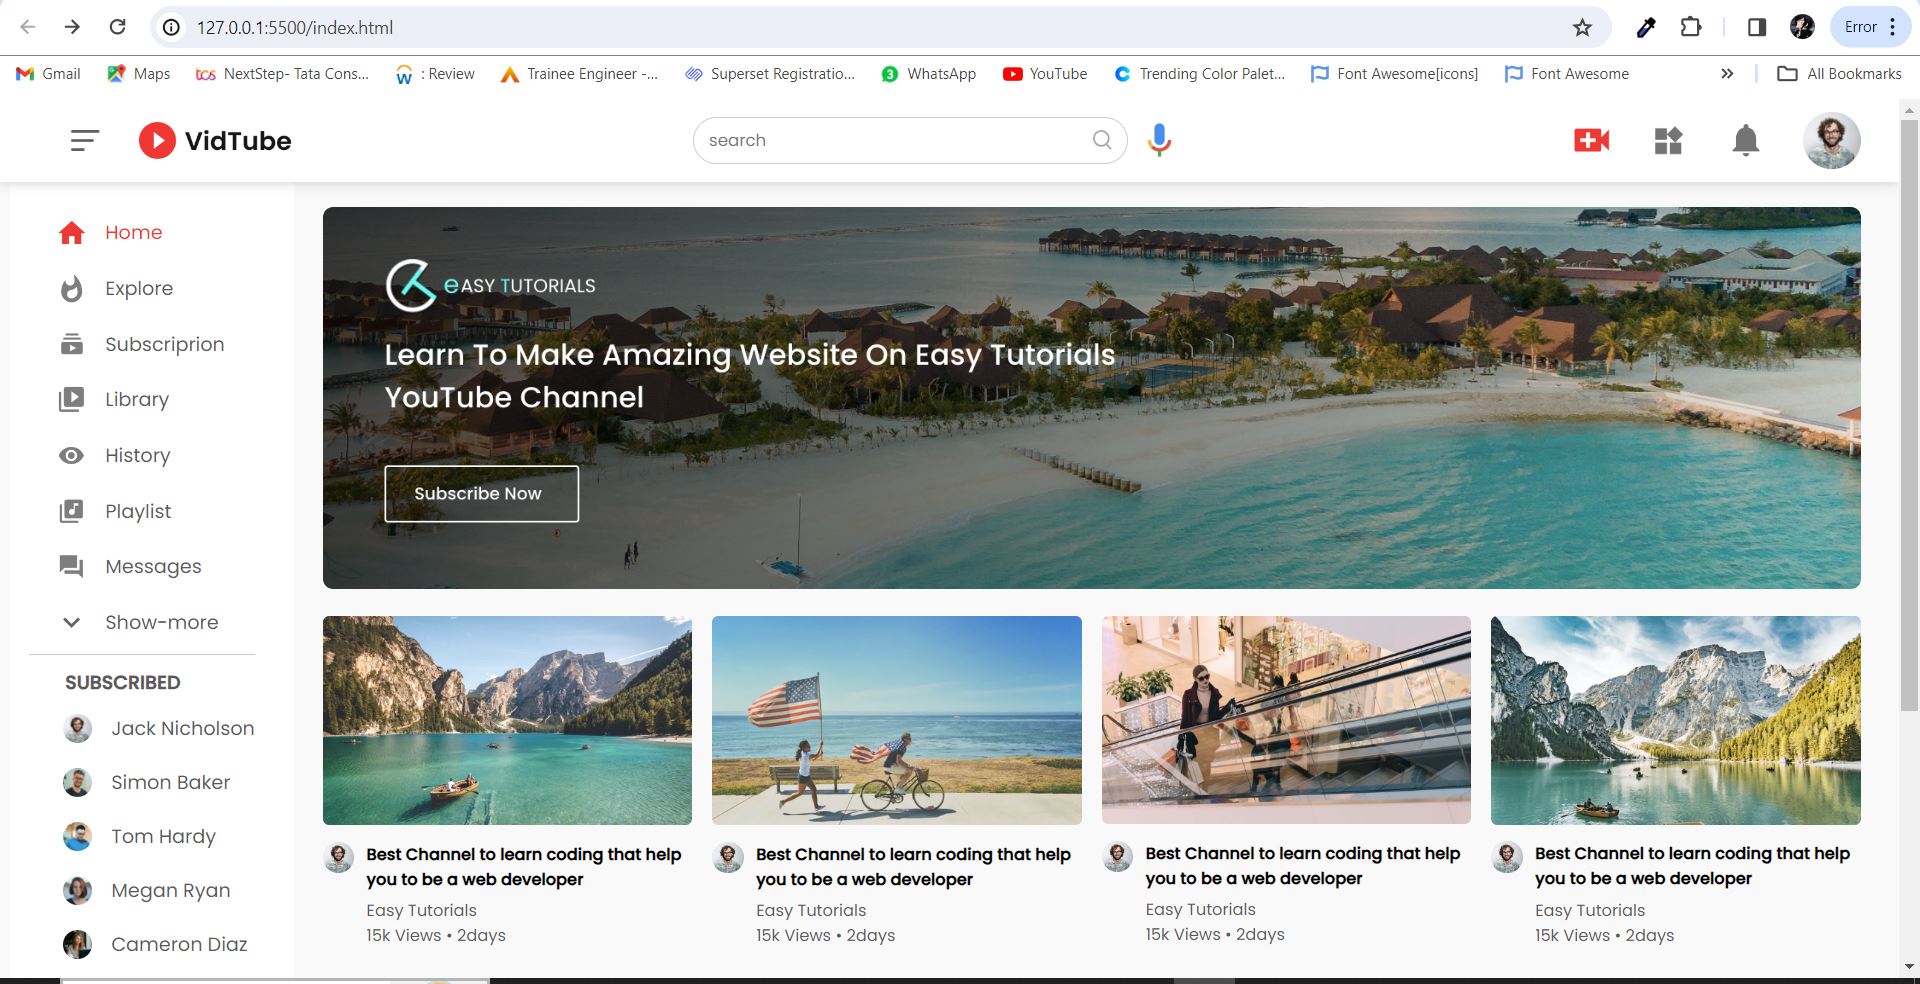 127.0.0.1:5500/index.html
Error
Gmail
Maps
tcs NextStep- Tata Cons...
: Review
Trainee Engineer -...
Superset Registratio...
3 WhatsApp
YouTube
Trending Color Palet...
Font Awesome[icons]
Font Awesome
All Bookmarks
VidTube
search
Home
Explore
Subscriprion
Library
History
Playlist
Messages
Show-more
SUBSCRIBED
Jack Nicholson
Simon Baker
Tom Hardy
Megan Ryan
Cameron Diaz
eASY TUTORIALS
Learn To Make Amazing Website On Easy Tutorials
YouTube Channel
Subscribe Now
Best Channel to learn coding that help
you to be a web developer
Easy Tutorials
15k Views • 2days
Best Channel to learn coding that help
you to be a web developer
Easy Tutorials
15k Views • 2days
Best Channel to learn coding that help
you to be a web developer
Easy Tutorials
15k Views • 2days
Best Channel to learn coding that help
you to be a web developer
Easy Tutorials
15k Views • 2days